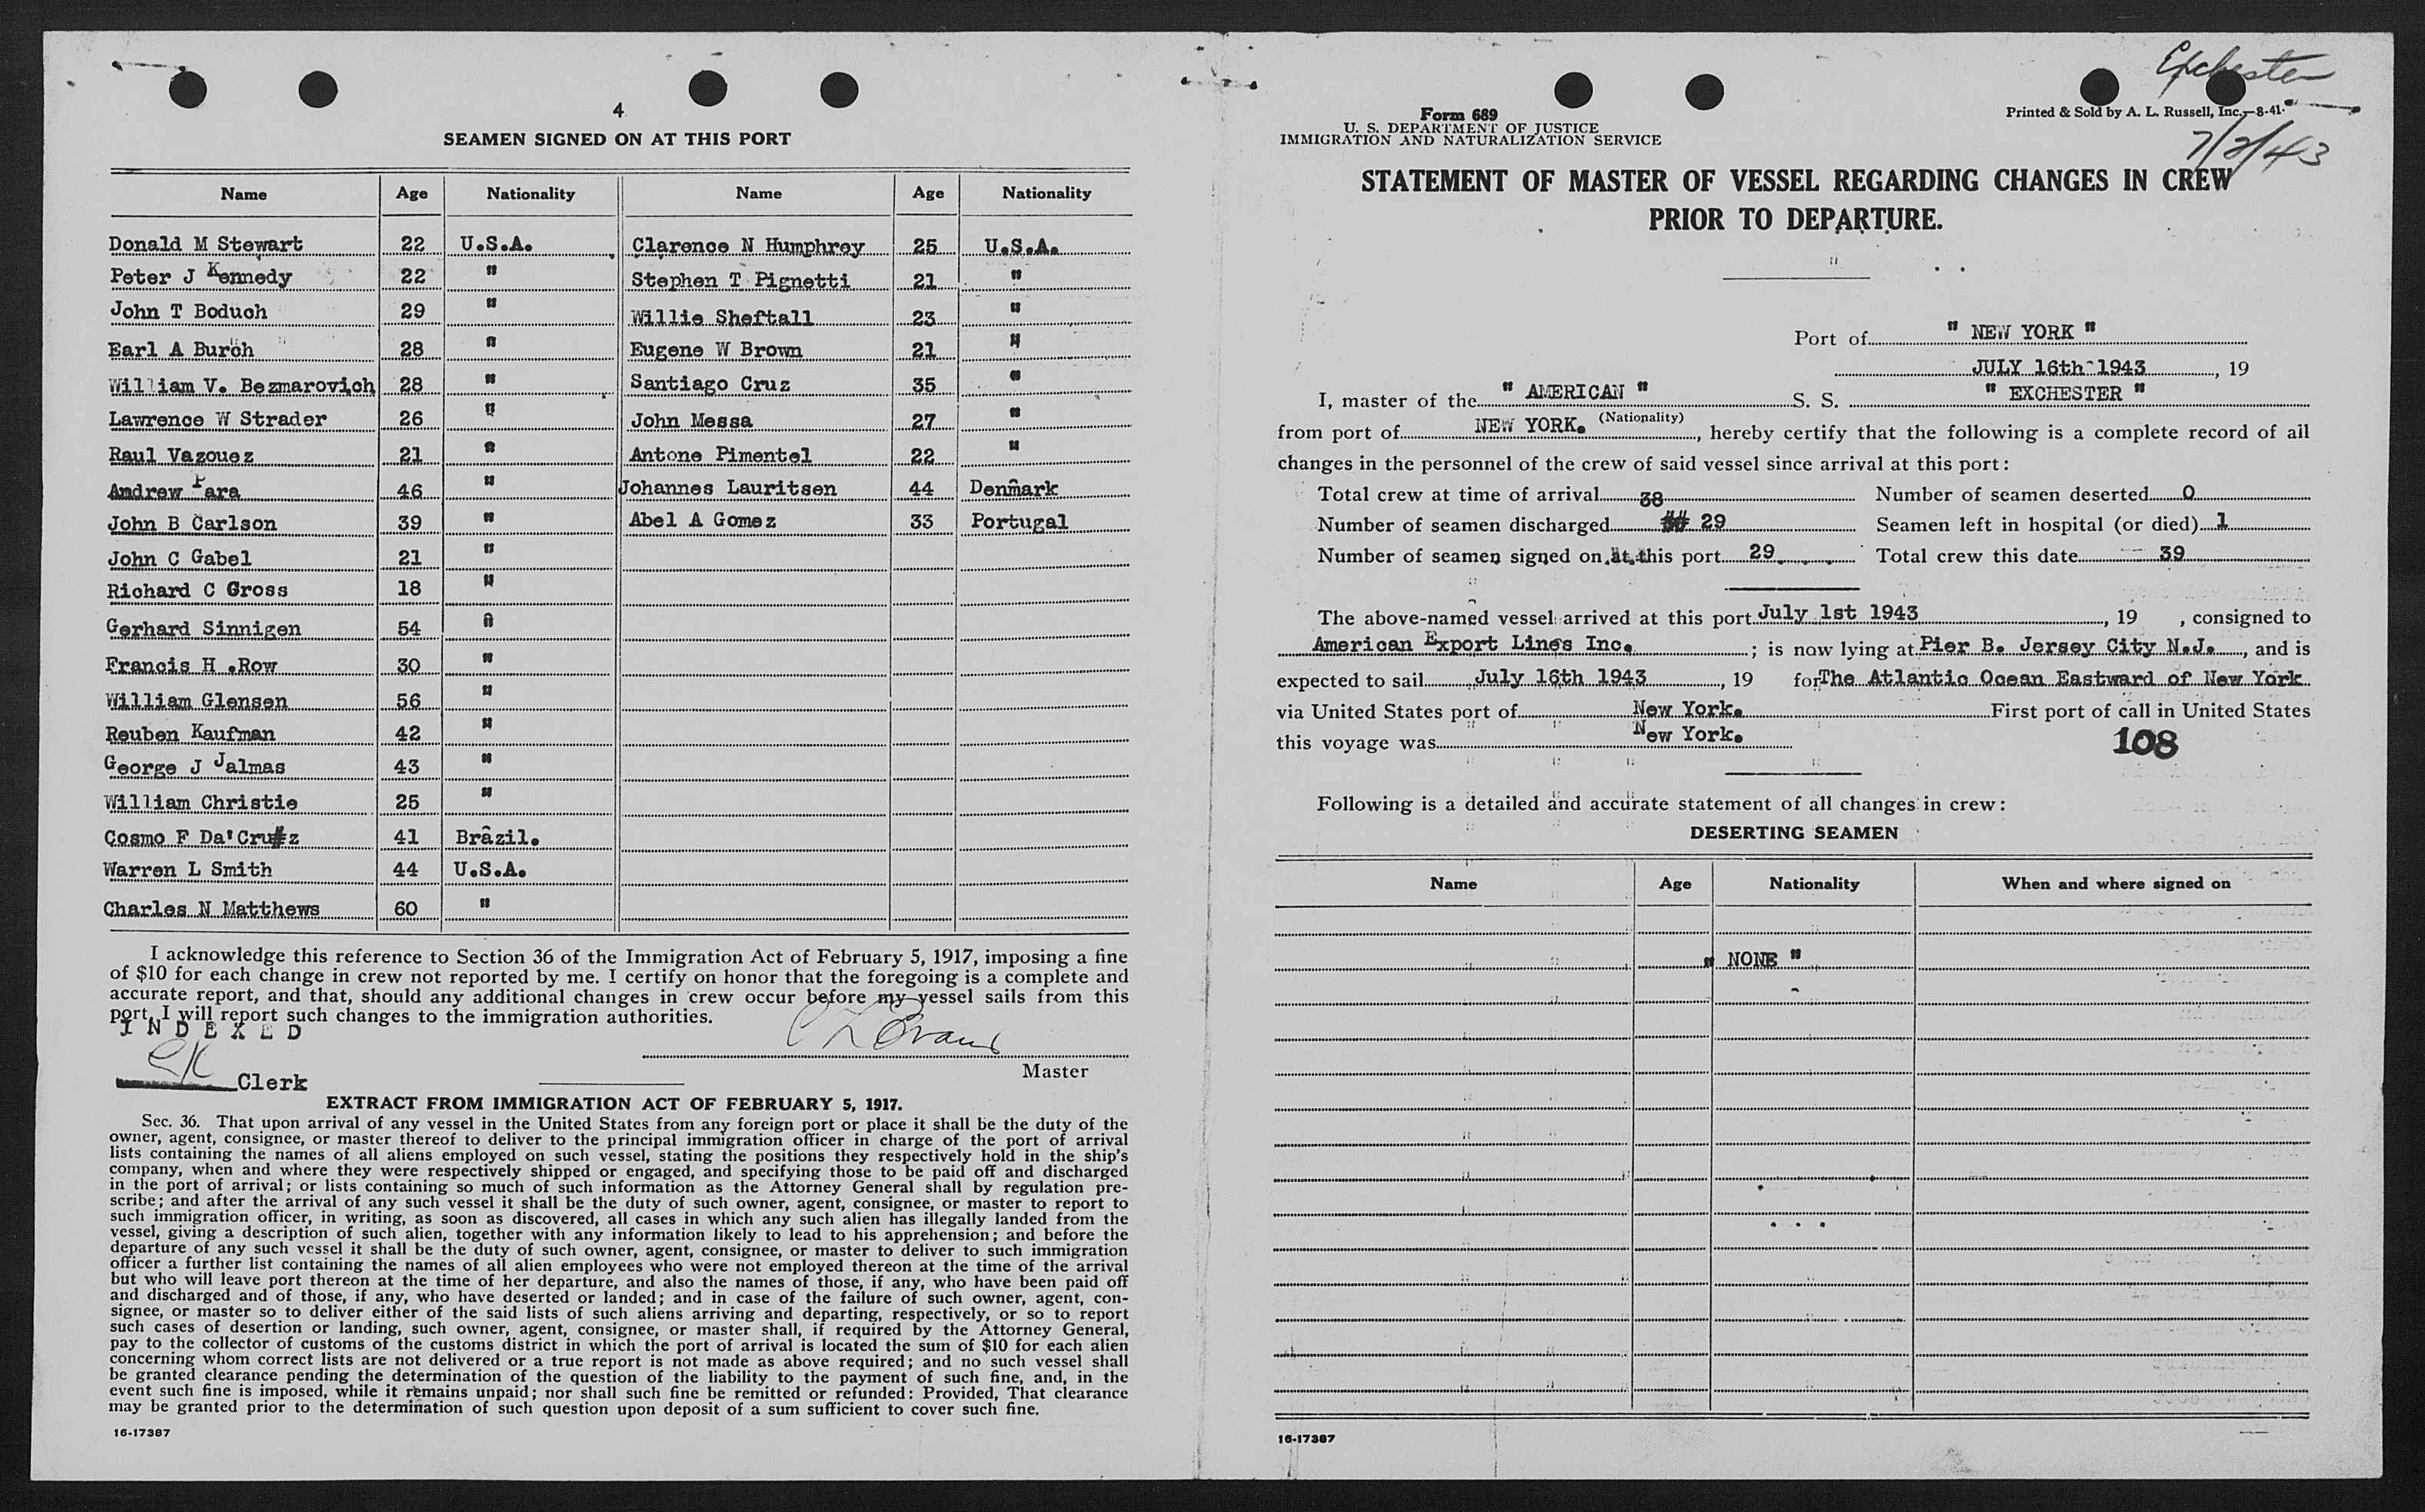 4
SEAMEN SIGNED ON AT THIS PORT
Name Age Nationality Name Age Nationality
Donald M Stewart 22 U.S.A. Clarence N Humphrey 25 U.S.A.
Peter J Kennedy 22 " Stephen T Pignetti 21 "
John T Boduch 29 " Willie Sheftall 23 "
Earl A Burch 28 " Eugene W Brown 21 "
William V. Bezmarovich 28 " Santiago Cruz 35 "
Lawrence W Strader 26 " John Messa 27 "
Raul Vazouez 21 " Antone Pimentel 22 "
Andrew Para 46 " Johannes Lauritsen 44 Denmark
John B Carlson 39 " Abel A Gomez 33 Portugal
John C Gabel 21 "
Richard C Gross 18 "
Gerhard Sinnigen 54 "
Francis H .Row 30 "
William Glensen 56 "
Reuben Kaufman 42 "
George J Jalmas 43 "
William Christie 25 "
Cosmo F Da'Cruz 41 Brazil.
Warren L Smith 44 U.S.A.
Charles N Matthews 60 "
I acknowledge this reference to Section 36 of the Immigration Act of February 5, 1917, imposing a fine
of $10 for each change in crew not reported by me. I certify on honor that the foregoing is a complete and
accurate report, and that, should any additional changes in crew occur before my vessel sails from this
port, I will report such changes to the immigration authorities.
INDEXED
C L Evans
EK
Clerk
Master
EXTRACT FROM IMMIGRATION ACT OF FEBRUARY 5, 1917.
Sec. 36. That upon arrival of any vessel in the United States from any foreign port or place it shall be the duty of the
owner, agent, consignee, or master thereof to deliver to the principal immigration officer in charge of the port of arrival
lists containing the names of all aliens employed on such vessel, stating the positions they respectively hold in the ship's
company, when and where they were respectively shipped or engaged, and specifying those to be paid off and discharged
in the port of arrival; or lists containing so much of such information as the Attorney General shall by regulation pre-
scribe; and after the arrival of any such vessel it shall be the duty of such owner, agent, consignee, or master to report to
such immigration officer, in writing, as soon as discovered, all cases in which any such alien has illegally landed from the
vessel, giving a description of such alien, together with any information likely to lead to his apprehension; and before the
departure of any such vessel it shall be the duty of such owner, agent, consignee, or master to deliver to such immigration
officer a further list containing the names of all alien employees who were not employed thereon at the time of the arrival
but who will leave port thereon at the time of her departure, and also the names of those, if any, who have been paid off
and discharged and of those, if any, who have deserted or landed; and in case of the failure of such owner, agent, con-
signee, or master so to deliver either of the said lists of such aliens arriving and departing, respectively, or so to report
such cases of desertion or landing, such owner, agent, consignee, or master shall, if required by the Attorney General,
pay to the collector of customs of the customs district in which the port of arrival is located the sum of $10 for each alien
concerning whom correct lists are not delivered or a true report is not made as above required; and no such vessel shall
be granted clearance pending the determination of the question of the liability to the payment of such fine, and, in the
event such fine is imposed, while it remains unpaid; nor shall such fine be remitted or refunded: Provided, That clearance
may be granted prior to the determination of such question upon deposit of a sum sufficient to cover such fine.
16-17387
Exchester
Form 689
U. S. DEPARTMENT OF JUSTICE
IMMIGRATION AND NATURALIZATION SERVICE
Printed & Sold by A. L. Russell, Inc.—8-41-
7/2/43
STATEMENT OF MASTER OF VESSEL REGARDING CHANGES IN CREW
PRIOR TO DEPARTURE.
Port of " NEW YORK "
JULY 16th 1943, 19
I, master of the " AMERICAN " S. S. " EXCHESTER "
(Nationality)
from port of NEW YORK., hereby certify that the following is a complete record of all
changes in the personnel of the crew of said vessel since arrival at this port:
Total crew at time of arrival 38 Number of seamen deserted 0
Number of seamen discharged 29 Seamen left in hospital (or died) 1
Number of seamen signed on at this port 29 Total crew this date 39
The above-named vessel arrived at this port July 1st 1943, 19 , consigned to
American Export Lines Inc. ; is now lying at Pier B. Jersey City N.J., and is
expected to sail July 16th 1943, 19 for The Atlantic Ocean Eastward of New York
via United States port of New York. First port of call in United States
this voyage was New York.
108
Following is a detailed and accurate statement of all changes in crew:
DESERTING SEAMEN
Name Age Nationality When and where signed on
" NONE "
16-17387